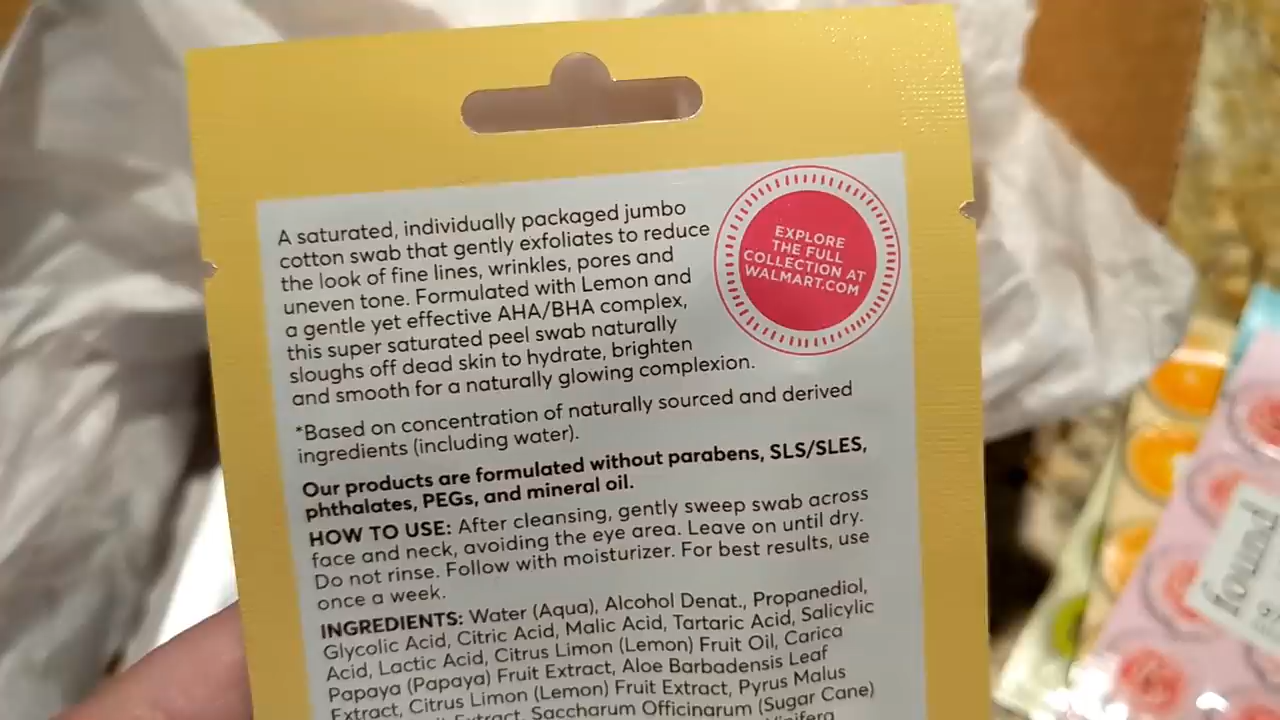 A saturated, individually packaged jumbo
cotton swab that gently exfoliates to reduce
the look of fine lines, wrinkles, pores and
uneven tone. Formulated with Lemon and
a gentle yet effective AHA/BHA complex,
this super saturated peel swab naturally
sloughs off dead skin to hydrate, brighten
and smooth for a naturally glowing complexion.
EXPLORE
THE FULL
COLLECTION AT
WALMART.COM
*Based on concentration of naturally sourced and derived
ingredients (including water).
Our products are formulated without parabens, SLS/SLES,
phthalates, PEGs, and mineral oil.
HOW TO USE: After cleansing, gently sweep swab across
face and neck, avoiding the eye area. Leave on until dry.
Do not rinse. Follow with moisturizer. For best results, use
once a week.
INGREDIENTS: Water (Aqua), Alcohol Denat., Propanediol,
Glycolic Acid, Citric Acid, Malic Acid, Tartaric Acid, Salicylic
Acid, Lactic Acid, Citrus Limon (Lemon) Fruit Oil, Carica
Papaya (Papaya) Fruit Extract, Aloe Barbadensis Leaf
Extract, Citrus Limon (Lemon) Fruit Extract, Pyrus Malus
Extract, Saccharum Officinarum (Sugar Cane)
found